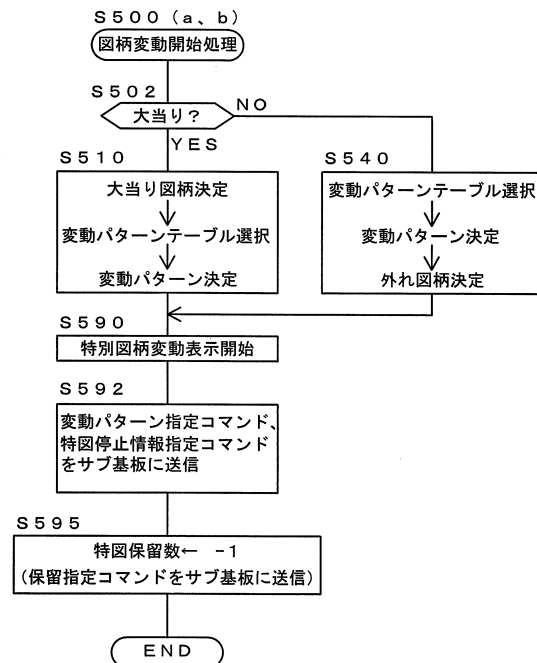 S500（a、b）
図柄変動開始処理
S502
大当り？
NO
YES
S510
大当り図柄決定
変動パターンテーブル選択
変動パターン決定
S540
変動パターンテーブル選択
変動パターン決定
外れ図柄決定
S590
特別図柄変動表示開始
S592
変動パターン指定コマンド、
特図停止情報指定コマンド
をサブ基板に送信
S595
特図保留数← -1
（保留指定コマンドをサブ基板に送信）
END